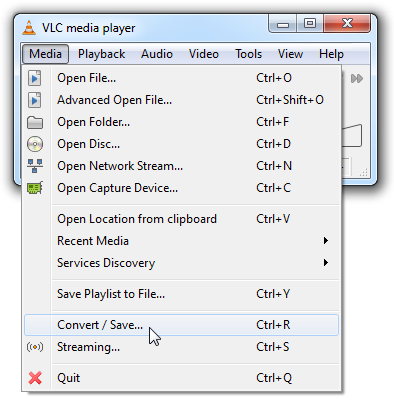 VLC media player
Media Playback Audio Video Tools View Help
Open File... Ctrl+O
Advanced Open File... Ctrl+Shift+O
Open Folder... Ctrl+F
Open Disc... Ctrl+D
Open Network Stream... Ctrl+N
Open Capture Device... Ctrl+C
Open Location from clipboard Ctrl+V
Recent Media
Services Discovery
Save Playlist to File... Ctrl+Y
Convert / Save... Ctrl+R
Streaming... Ctrl+S
Quit Ctrl+Q